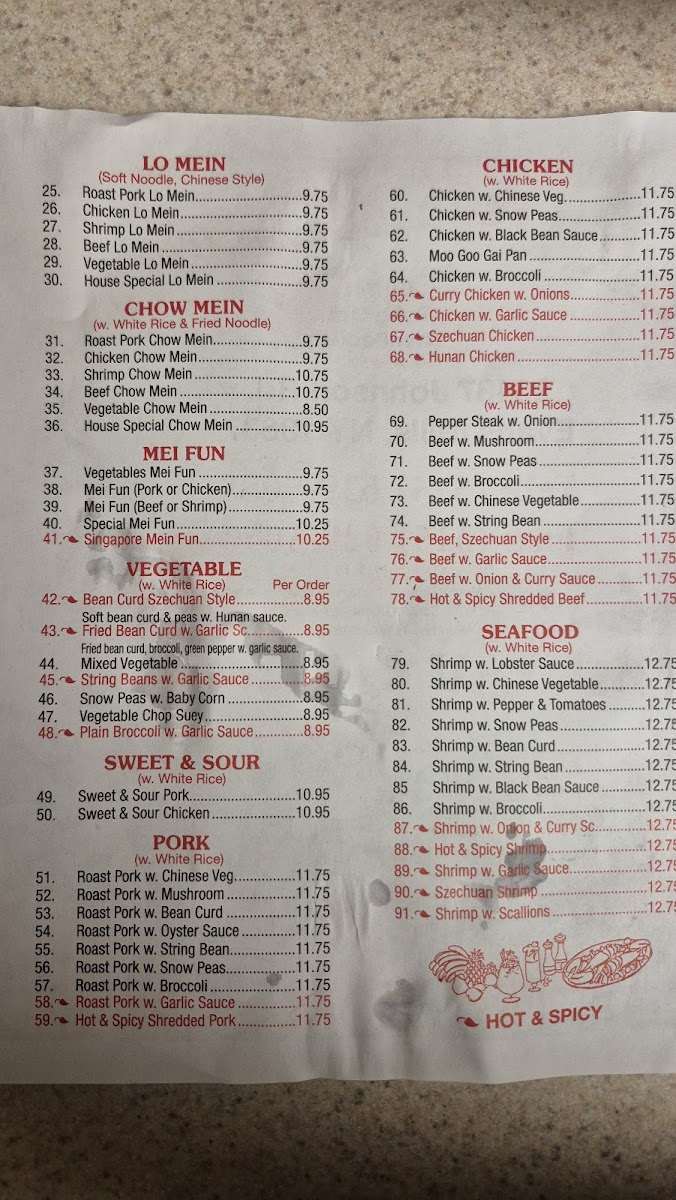 LO MEIN
(Soft Noodle, Chinese Style)
25. Roast Pork Lo Mein..............................9.75
26. Chicken Lo Mein..............................9.75
27. Shrimp Lo Mein..............................9.75
28. Beef Lo Mein..............................9.75
29. Vegetable Lo Mein..............................9.75
30. House Special Lo Mein..............................9.75
CHOW MEIN
(w. White Rice & Fried Noodle)
31. Roast Pork Chow Mein..............................9.75
32. Chicken Chow Mein..............................9.75
33. Shrimp Chow Mein..............................10.75
34. Beef Chow Mein..............................10.75
35. Vegetable Chow Mein..............................8.50
36. House Special Chow Mein..............................10.95
MEI FUN
37. Vegetables Mei Fun..............................9.75
38. Mei Fun (Pork or Chicken)..............................9.75
39. Mei Fun (Beef or Shrimp)..............................9.75
40. Special Mei Fun..............................10.25
41. Singapore Mein Fun..............................10.25
VEGETABLE
(w. White Rice) Per Order
42. Bean Curd Szechuan Style..............................8.95
Soft bean curd & peas w. Hunan sauce.
43. Fried Bean Curd w. Garlic Sc..............................8.95
Fried bean curd, broccoli, green pepper w. garlic sauce.
44. Mixed Vegetable..............................8.95
45. String Beans w. Garlic Sauce..............................8.95
46. Snow Peas w. Baby Corn..............................8.95
47. Vegetable Chop Suey..............................8.95
48. Plain Broccoli w. Garlic Sauce..............................8.95
SWEET & SOUR
(w. White Rice)
49. Sweet & Sour Pork..............................10.95
50. Sweet & Sour Chicken..............................10.95
PORK
(w. White Rice)
51. Roast Pork w. Chinese Veg..............................11.75
52. Roast Pork w. Mushroom..............................11.75
53. Roast Pork w. Bean Curd..............................11.75
54. Roast Pork w. Oyster Sauce..............................11.75
55. Roast Pork w. String Bean..............................11.75
56. Roast Pork w. Snow Peas..............................11.75
57. Roast Pork w. Broccoli..............................11.75
58. Roast Pork w. Garlic Sauce..............................11.75
59. Hot & Spicy Shredded Pork..............................11.75
CHICKEN
(w. White Rice)
60. Chicken w. Chinese Veg..............................11.75
61. Chicken w. Snow Peas..............................11.75
62. Chicken w. Black Bean Sauce..............................11.75
63. Moo Goo Gai Pan..............................11.75
64. Chicken w. Broccoli..............................11.75
65. Curry Chicken w. Onions..............................11.75
66. Chicken w. Garlic Sauce..............................11.75
67. Szechuan Chicken..............................11.75
68. Hunan Chicken..............................11.75
BEEF
(w. White Rice)
69. Pepper Steak w. Onion..............................11.75
70. Beef w. Mushroom..............................11.75
71. Beef w. Snow Peas..............................11.75
72. Beef w. Broccoli..............................11.75
73. Beef w. Chinese Vegetable..............................11.75
74. Beef w. String Bean..............................11.75
75. Beef, Szechuan Style..............................11.75
76. Beef w. Garlic Sauce..............................11.75
77. Beef w. Onion & Curry Sauce..............................11.75
78. Hot & Spicy Shredded Beef..............................11.75
SEAFOOD
(w. White Rice)
79. Shrimp w. Lobster Sauce..............................12.75
80. Shrimp w. Chinese Vegetable..............................12.75
81. Shrimp w. Pepper & Tomatoes..............................12.75
82. Shrimp w. Snow Peas..............................12.75
83. Shrimp w. Bean Curd..............................12.75
84. Shrimp w. String Bean..............................12.75
85 Shrimp w. Black Bean Sauce..............................12.75
86. Shrimp w. Broccoli..............................12.75
87. Shrimp w. Onion & Curry Sc..............................12.75
88. Hot & Spicy Shrimp..............................12.75
89. Shrimp w. Garlic Sauce..............................12.75
90. Szechuan Shrimp..............................12.75
91. Shrimp w. Scallions..............................12.75
HOT & SPICY